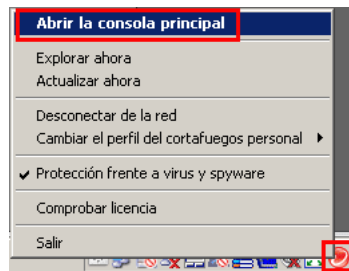 Abrir la consola principal
Explorar ahora
Actualizar ahora
Desconectar de la red
Cambiar el perfil del cortafuegos personal
Protección frente a virus y spyware
Comprobar licencia
Salir